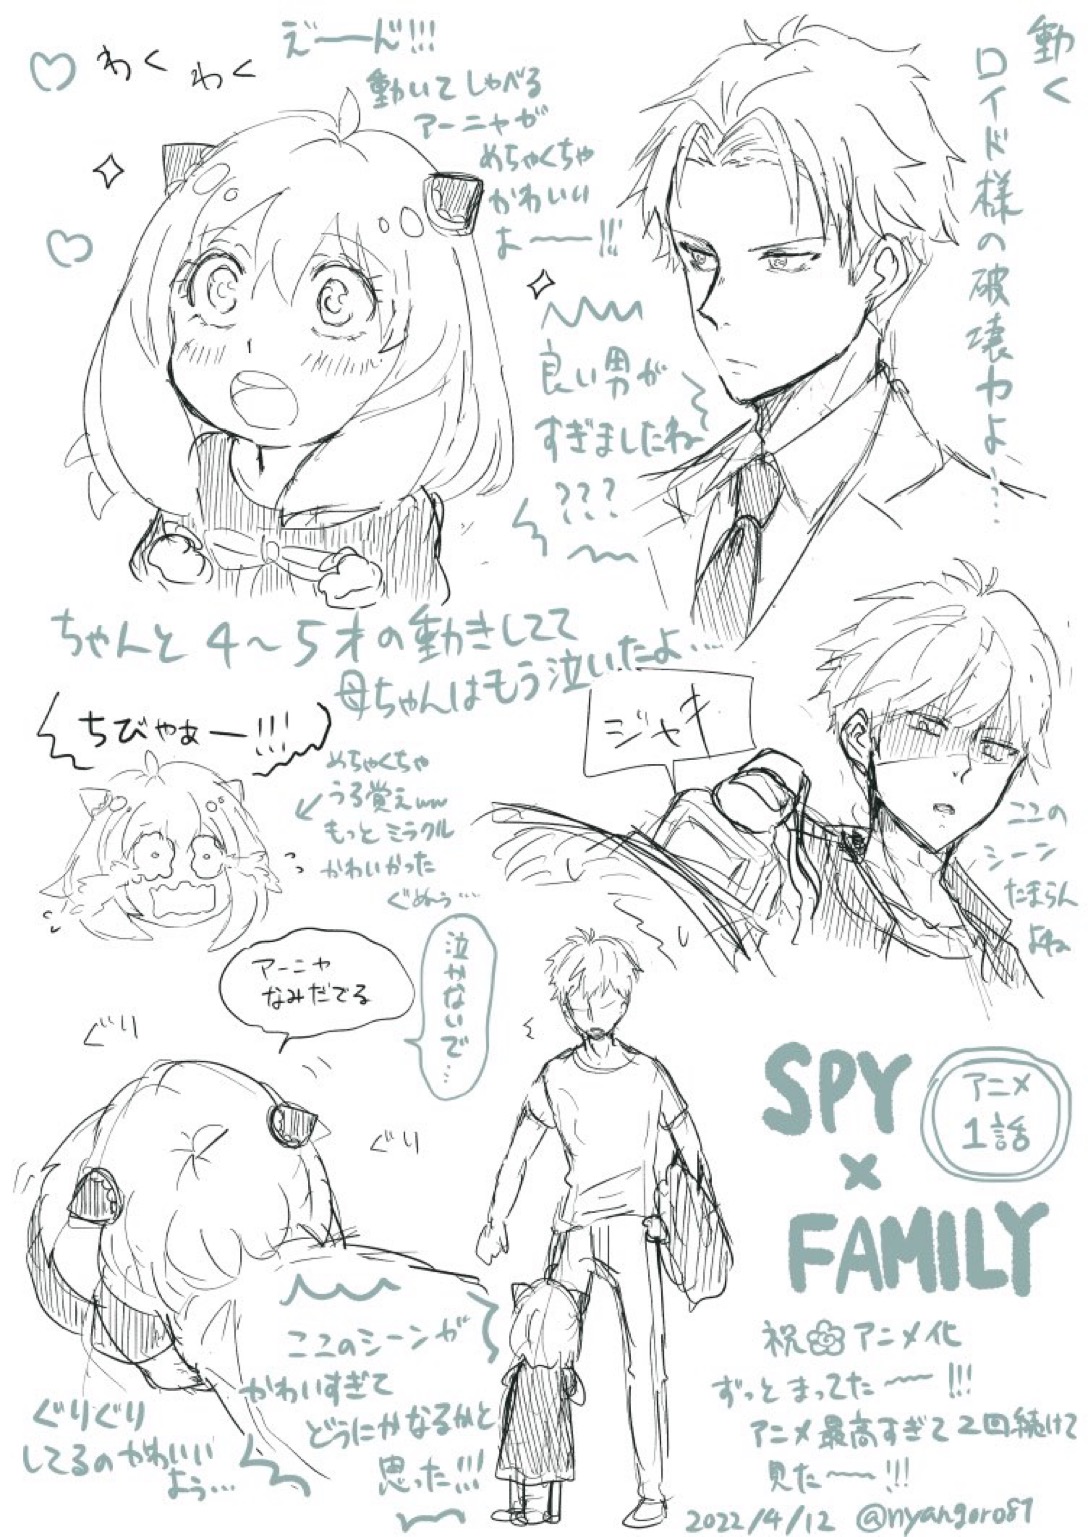 わく わく
え゛ーーん゛!!!
動いてしゃべる
アーニャが
めちゃくちゃ
かわいい
よーー!!!
動く
ロイド様の破壊力よ…
良い男が
すぎましたね
???
ちゃんと4〜5才の動きしてて
母ちゃんはもう泣いたよ…
ちびゃぁー!!!
めちゃくちゃ
うろ覚えww
もっとミラクル
かわいかった
ぐぬぅ…
ジャキ
ここの
シーン
たまらん
よね
アーニャ
なみだでる
泣かないで…
ぐり
ぐり
ぐりぐり
してるのかわいい
よぅ…
ここのシーンが
かわいすぎて
どうにかなるかと
思った!!!
SPY
×
FAMILY
アニメ
1話
祝 アニメ化
ずっとまってた〜!!!
アニメ最高すぎて2回続けて
見た〜!!!
2022/4/12 @nyangoro87